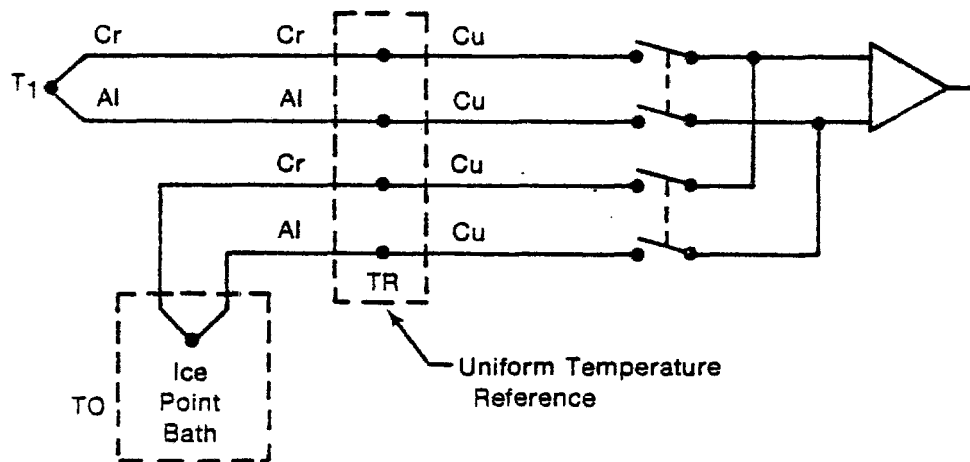 Cr Cr Cu
T1
Al Al Cu
Cr Cu
Al Cu
TR
Uniform Temperature
Reference
Ice
Point
Bath
TO